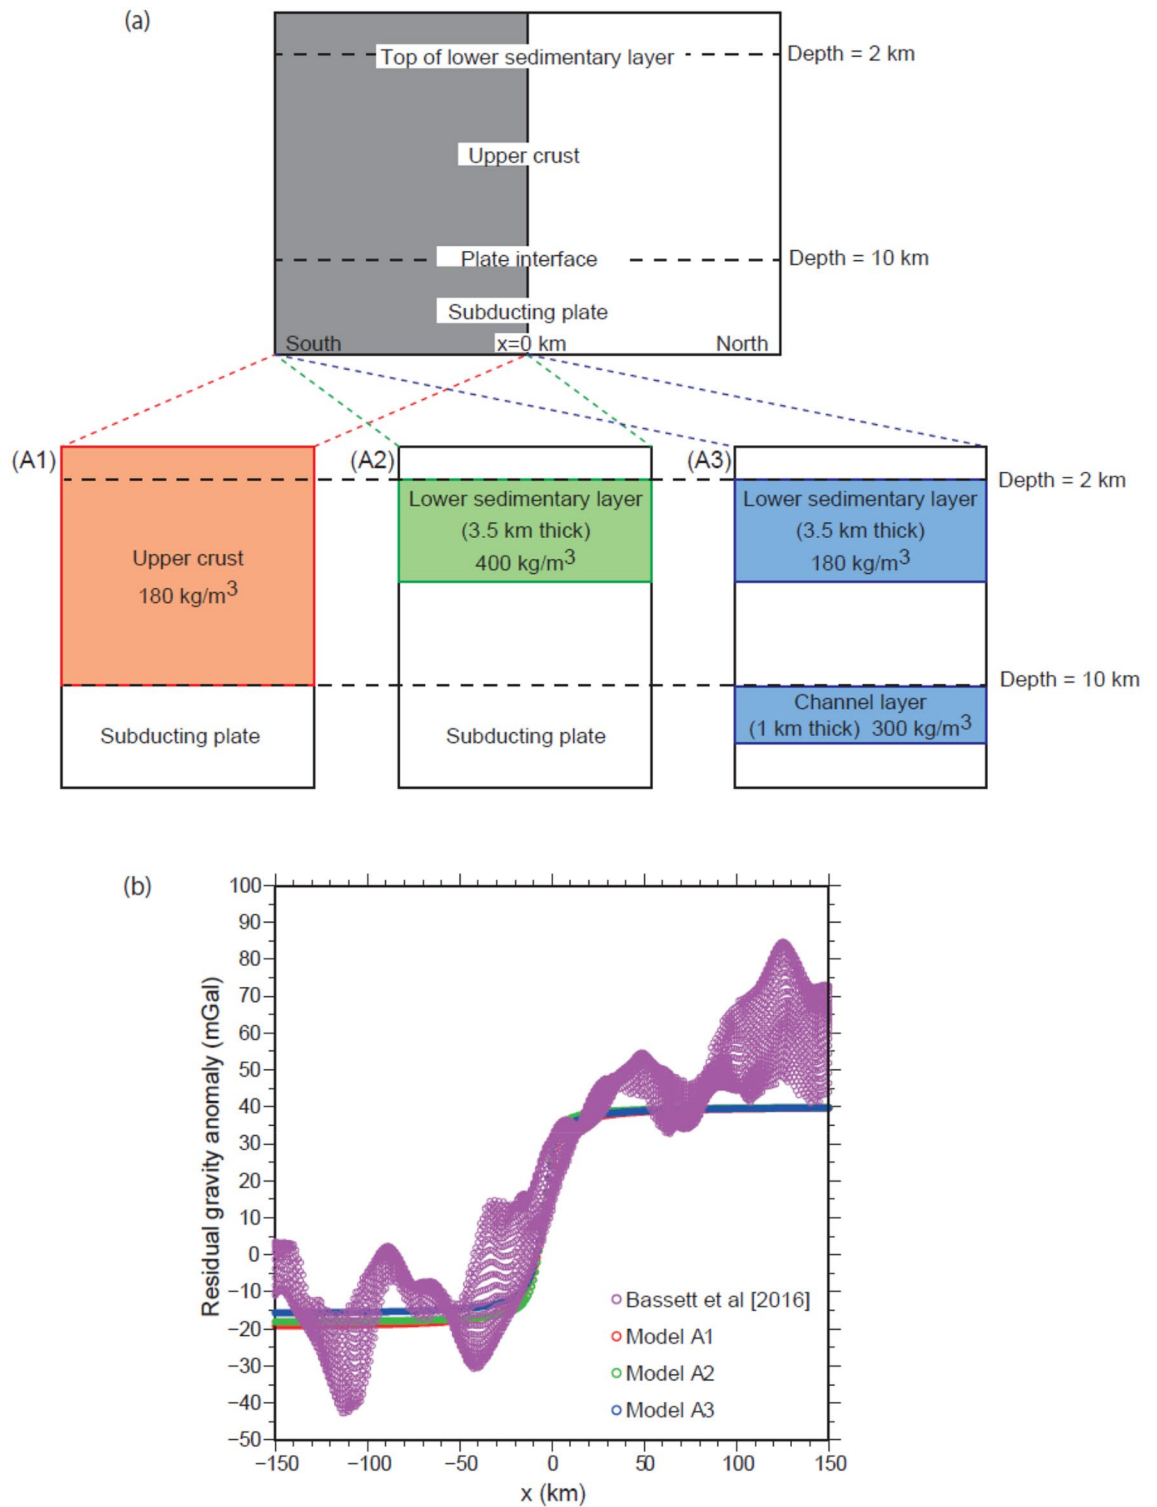 (a)
Top of lower sedimentary layer
Depth = 2 km
Upper crust
Plate interface
Depth = 10 km
Subducting plate
South
x=0 km
North
(A1)
(A2)
(A3)
Depth = 2 km
Upper crust
180 kg/m³
Subducting plate
Lower sedimentary layer
(3.5 km thick)
400 kg/m³
Subducting plate
Lower sedimentary layer
(3.5 km thick)
180 kg/m³
Depth = 10 km
Channel layer
(1 km thick) 300 kg/m³
(b)
Residual gravity anomaly (mGal)
100
90
80
70
60
50
40
30
20
10
0
−10
−20
−30
−40
−50
Bassett et al [2016]
Model A1
Model A2
Model A3
−150
−100
−50
0
50
100
150
x (km)